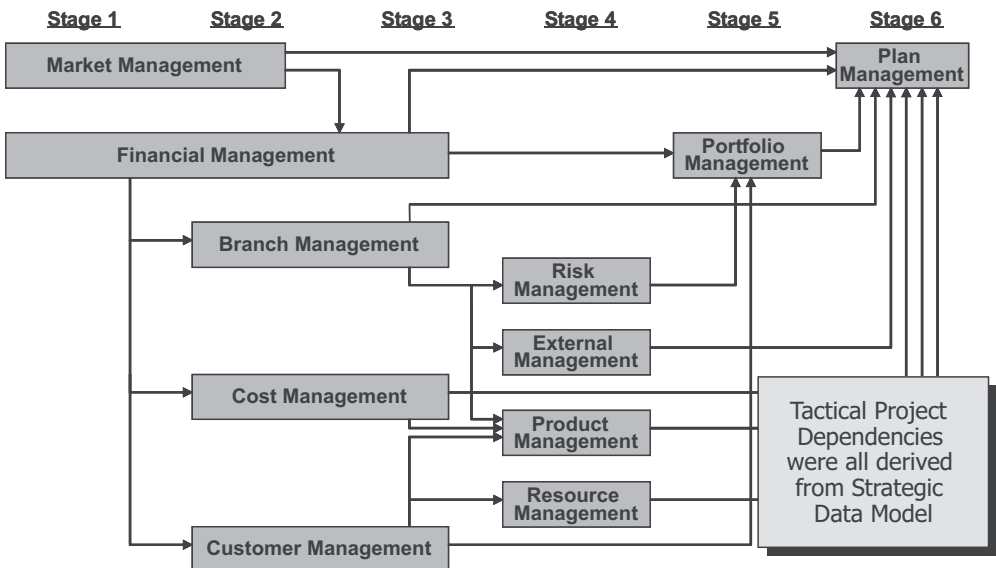 Stage 1 Stage 2 Stage 3 Stage 4 Stage 5 Stage 6
Market Management
Plan
Management
Financial Management
Portfolio
Management
Branch Management
Risk
Management
External
Management
Cost Management
Product
Management
Resource
Management
Customer Management
Tactical Project
Dependencies
were all derived
from Strategic
Data Model